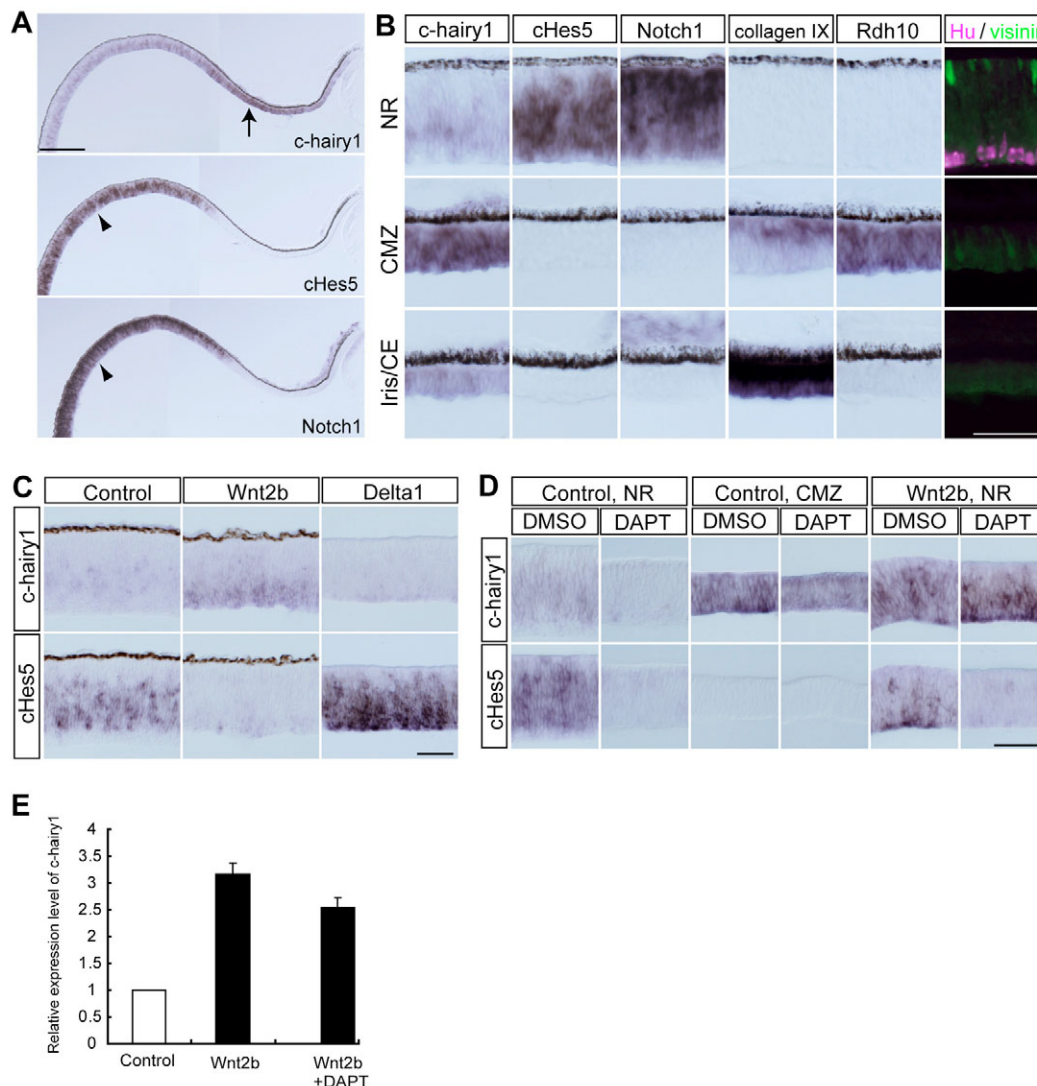 A
c-hairy1
cHes5
Notch1
B
c-hairy1 cHes5 Notch1 collagen IX Rdh10 Hu / visinin
NR
CMZ
Iris/CE
C
Control Wnt2b Delta1
c-hairy1
cHes5
D
Control, NR Control, CMZ Wnt2b, NR
DMSO DAPT DMSO DAPT DMSO DAPT
c-hairy1
cHes5
E
Relative expression level of c-hairy1
4
3.5
3
2.5
2
1.5
1
0.5
0
Control Wnt2b Wnt2b
+DAPT